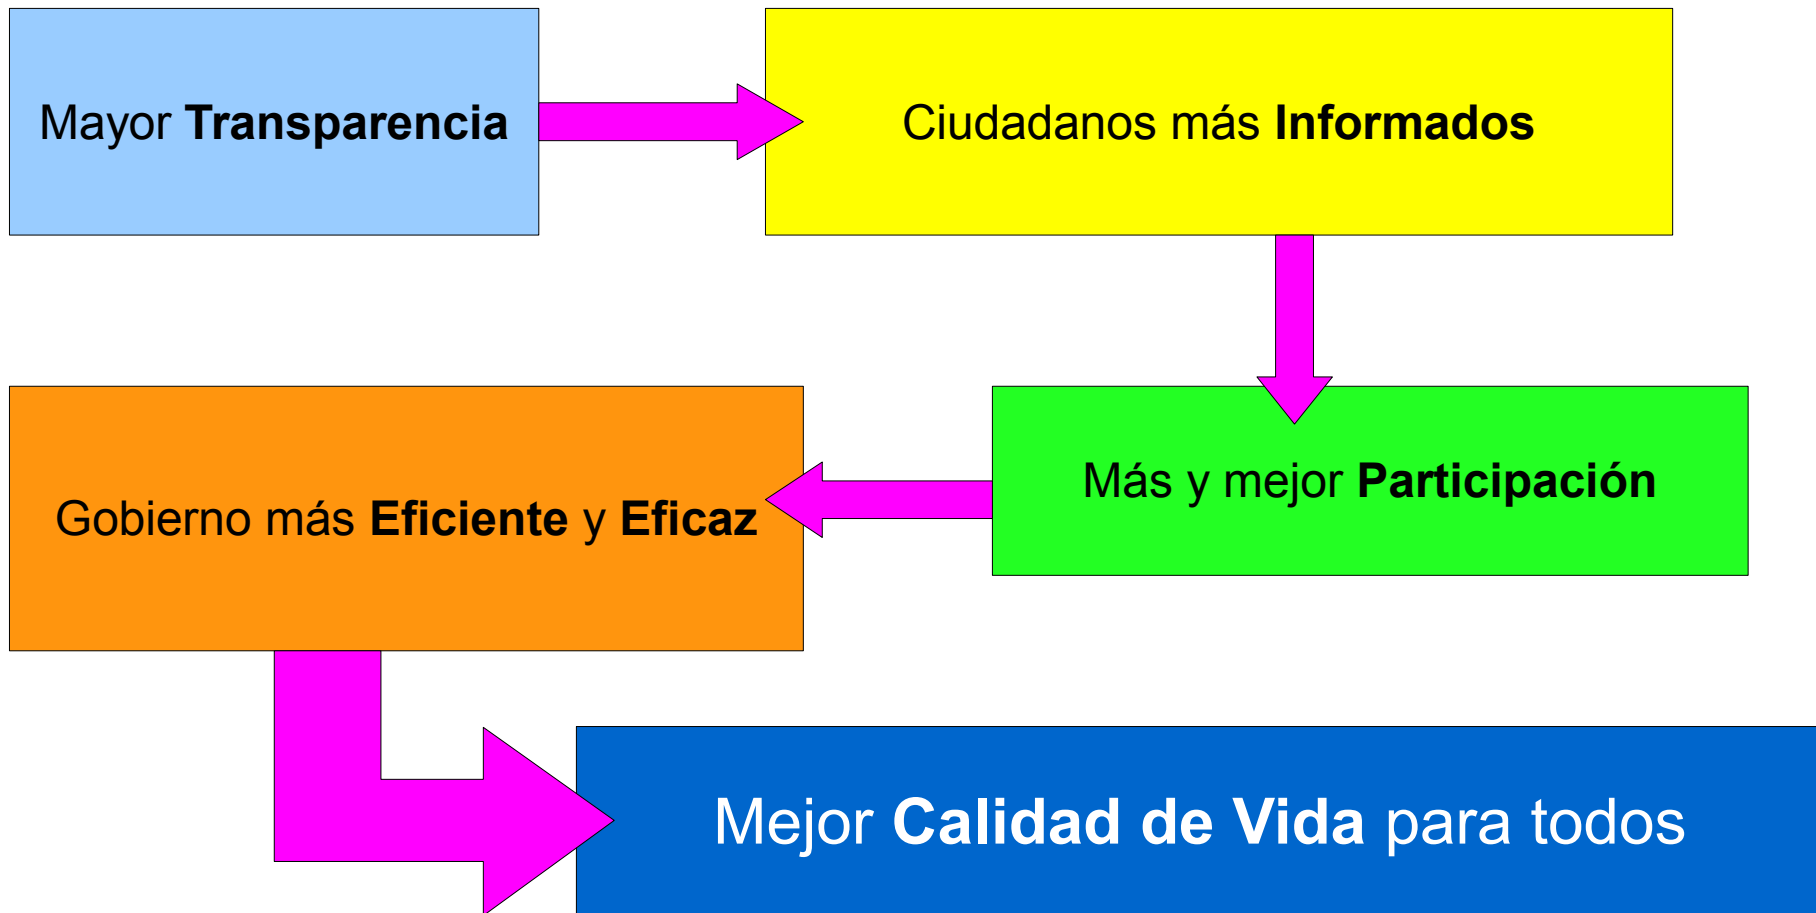 Mayor Transparencia
Ciudadanos más Informados
Más y mejor Participación
Gobierno más Eficiente y Eficaz
Mejor Calidad de Vida para todos